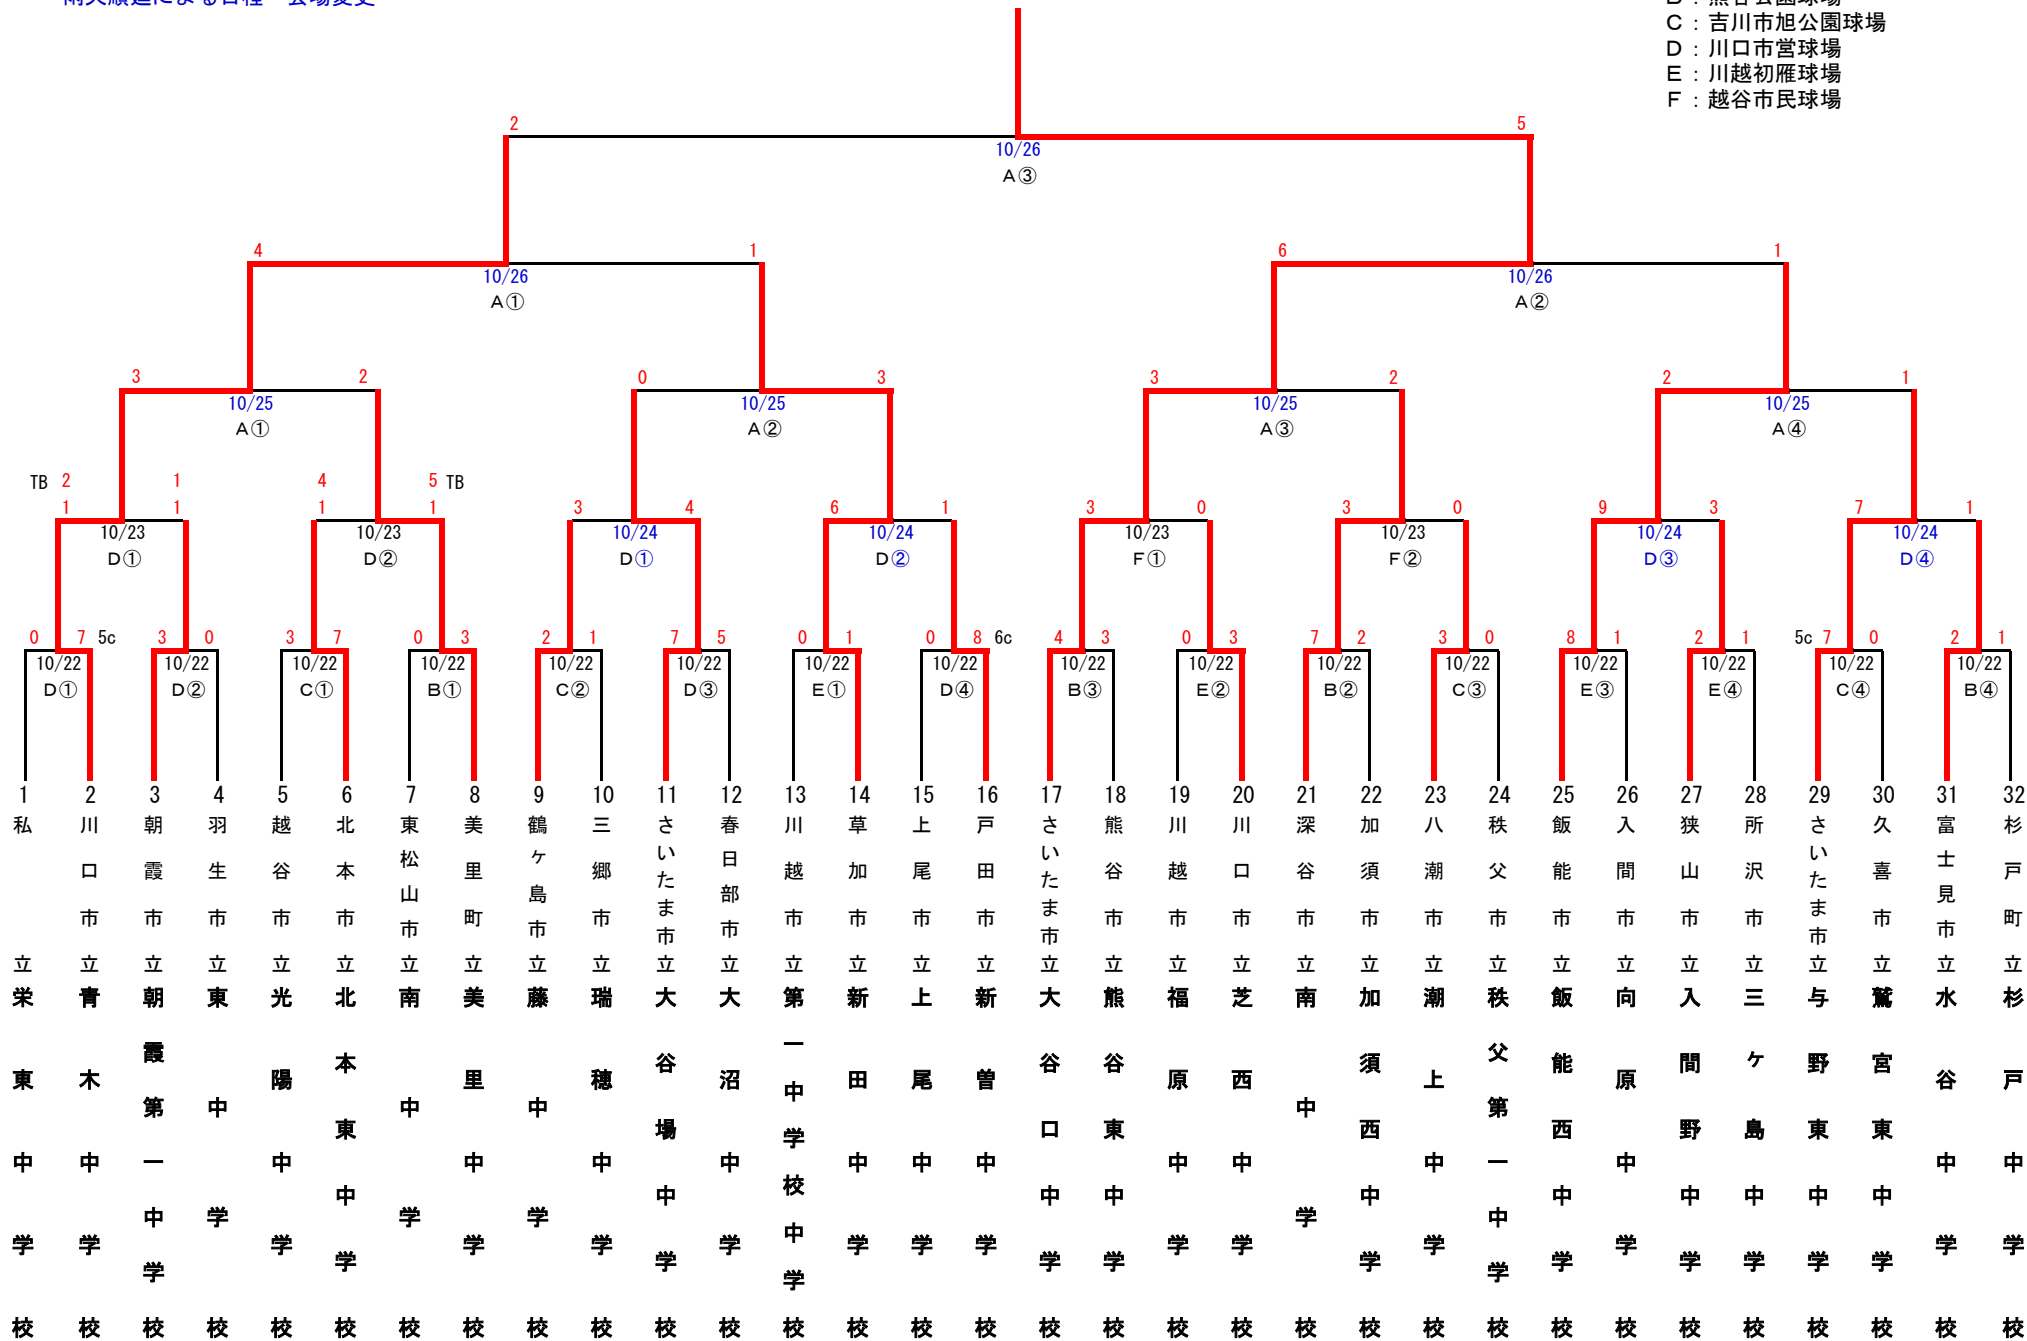 雨天順延による日程・会場変更
B：熊谷公園球場
C：吉川市旭公園球場
D：川口市営球場
E：川越初雁球場
F：越谷市民球場
2 5
10/26
A③
4 1 6 1
10/26 10/26
A① A②
3 2 0 3 3 2 2 1
10/25 10/25 10/25 10/25
A① A② A③ A④
TB 2 1 4 5 TB
1 1 1 1 3 4 6 1 3 0 3 0 9 3 7 1
10/23 10/23 10/24 10/24 10/23 10/23 10/24 10/24
D① D② D① D② F① F② D③ D④
0 7 5c 3 0 3 7 0 3 2 1 7 5 0 1 0 8 6c 4 3 0 3 7 2 3 0 8 1 2 1 5c 7 0 2 1
10/22 10/22 10/22 10/22 10/22 10/22 10/22 10/22 10/22 10/22 10/22 10/22 10/22 10/22 10/22 10/22
D① D② C① B① C② D③ E① D④ B③ E② B② C③ E③ E④ C④ B④
1 私立栄東中学校
2 川口市立青木中学校
3 朝霞市立朝霞第一中学校
4 羽生市立東中学校
5 越谷市立光陽中学校
6 北本市立北本東中学校
7 東松山市立南中学校
8 美里町立美里中学校
9 鶴ヶ島市立藤中学校
10 三郷市立瑞穂中学校
11 さいたま市立大谷場中学校
12 春日部市立大沼中学校
13 川越市立第一中学校中学校
14 草加市立新田中学校
15 上尾市立上尾中学校
16 戸田市立新曽中学校
17 さいたま市立大谷口中学校
18 熊谷市立熊谷東中学校
19 川越市立福原中学校
20 川口市立芝西中学校
21 深谷市立南中学校
22 加須市立加須西中学校
23 八潮市立潮上中学校
24 秩父市立秩父第一中学校
25 飯能市立飯能西中学校
26 入間市立向原中学校
27 狭山市立入間野中学校
28 所沢市立三ヶ島中学校
29 さいたま市立与野東中学校
30 久喜市立鷲宮東中学校
31 富士見市立水谷中学校
32 杉戸町立杉戸中学校